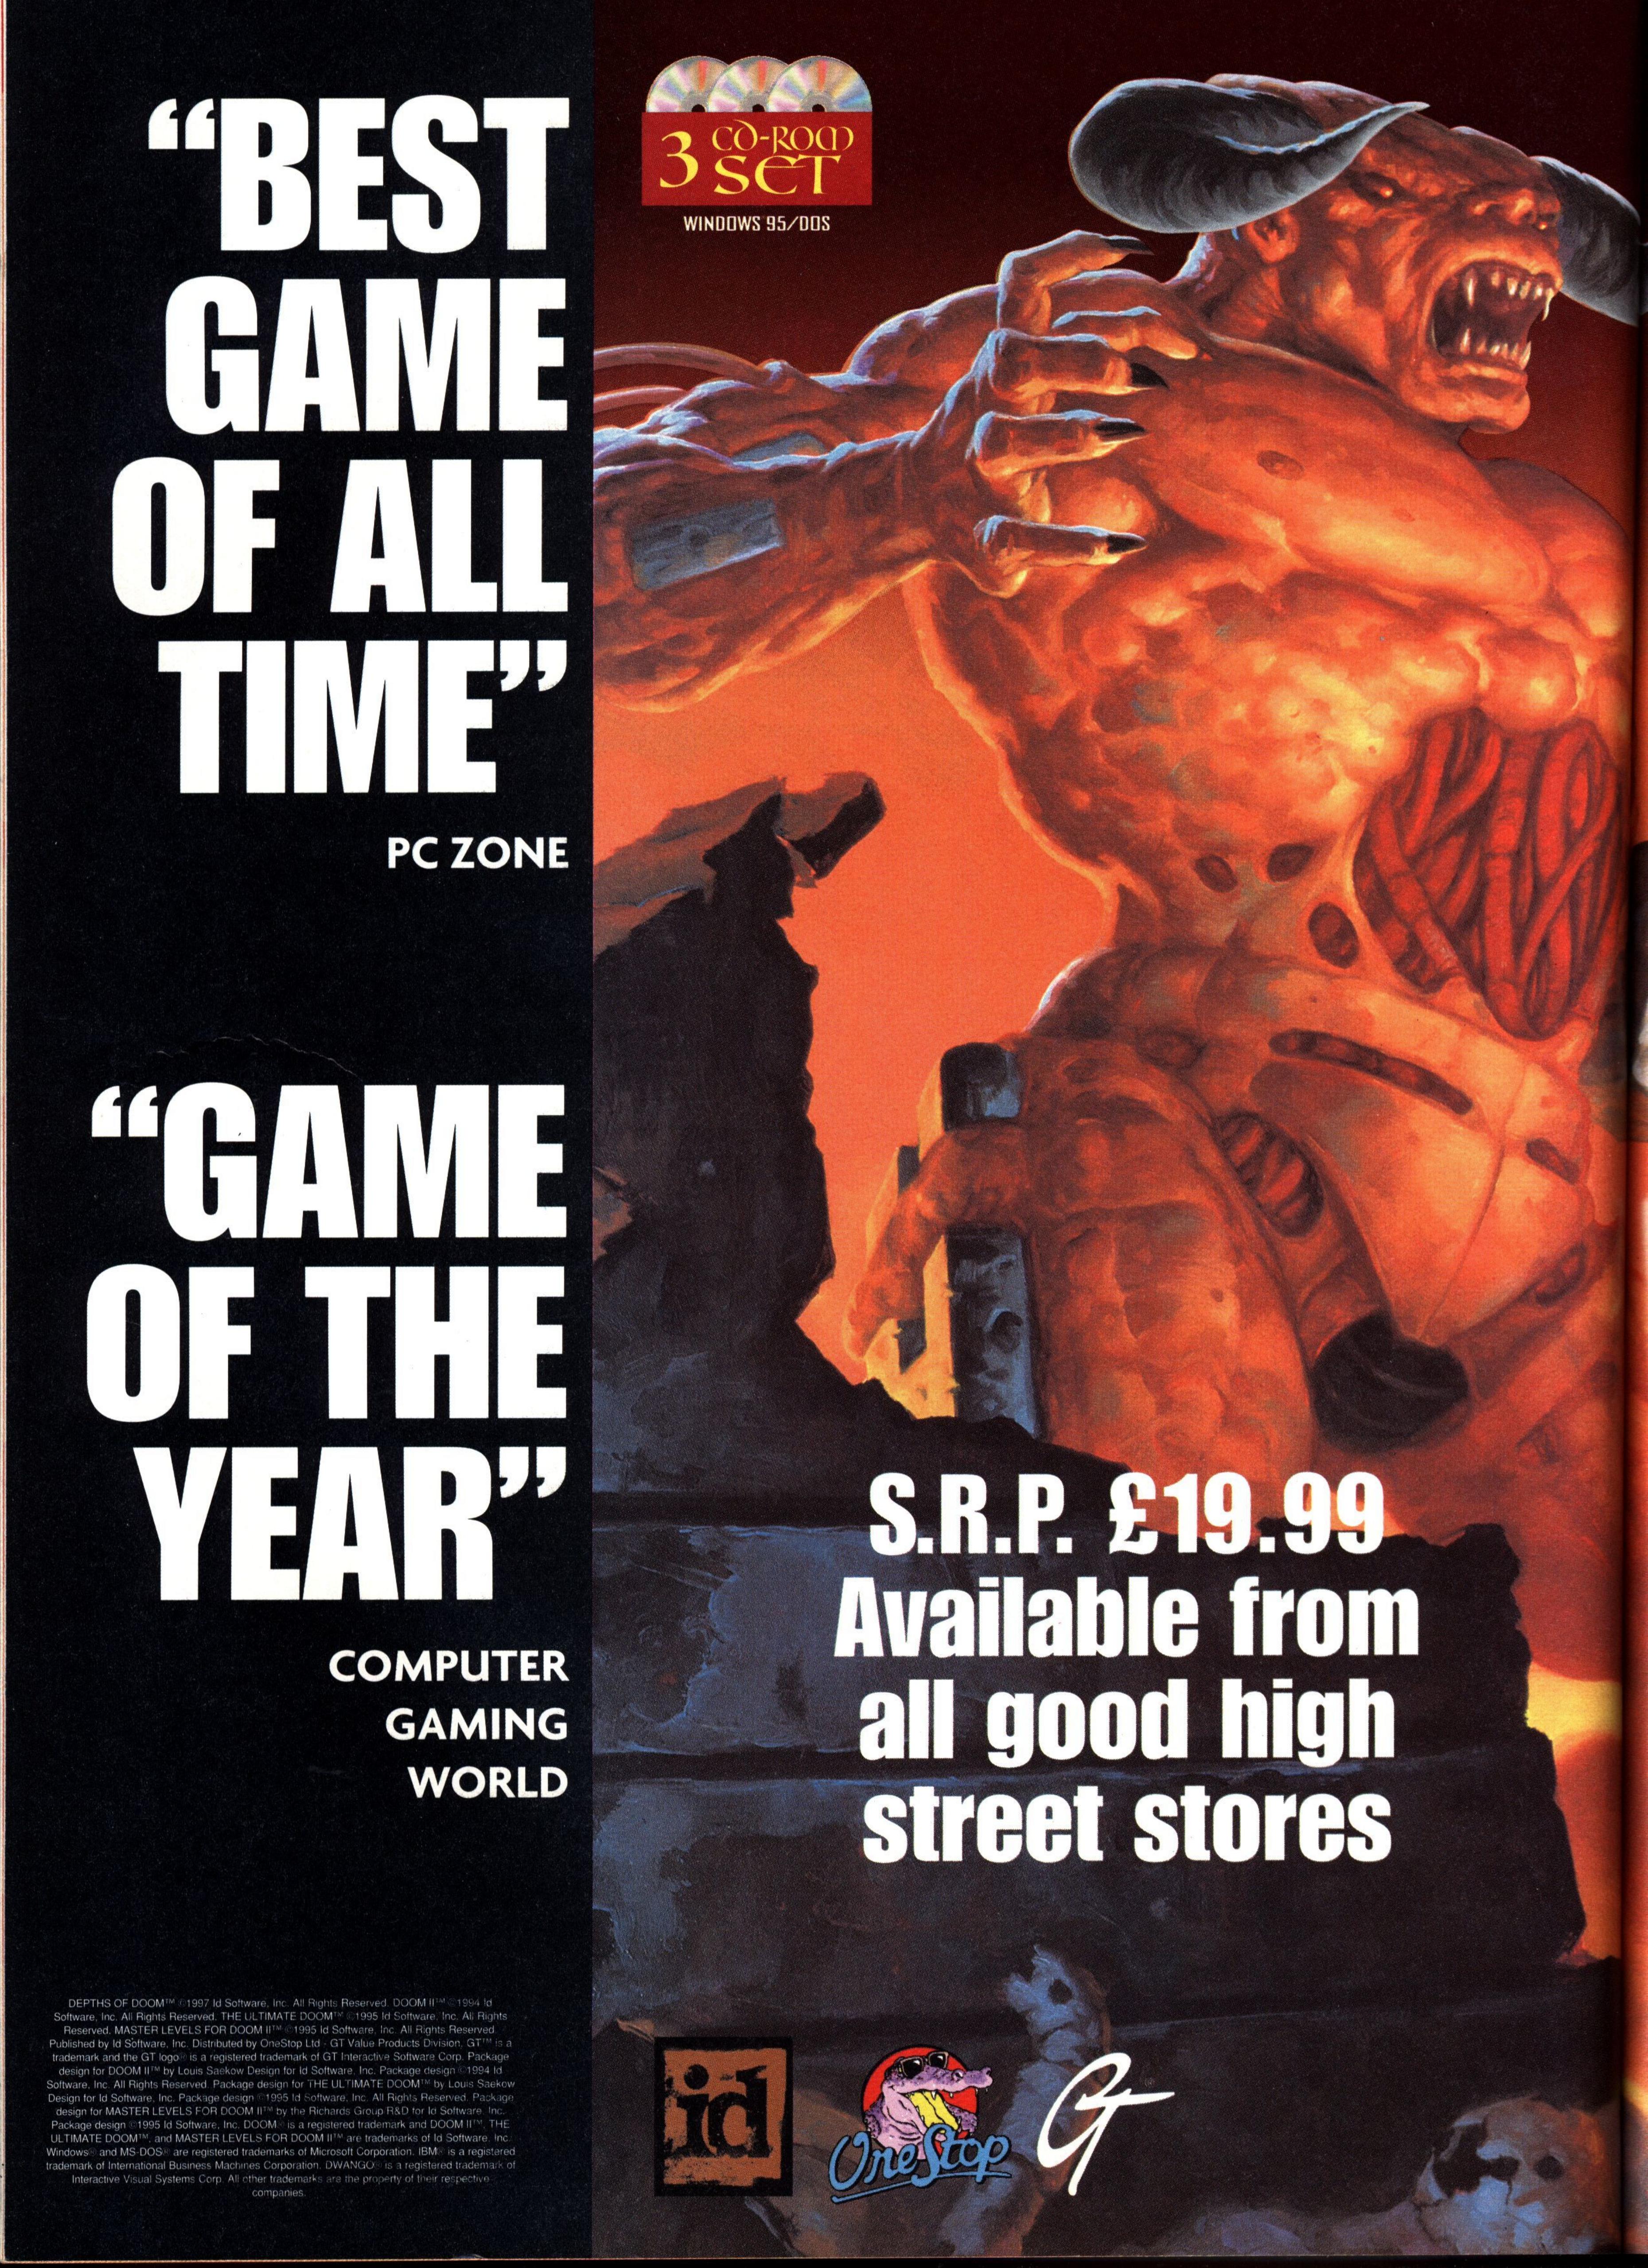 “BEST
GAME
OF ALL
TIME”
PC ZONE
“GAME
OF THE
YEAR”
COMPUTER
GAMING
WORLD
3 CD-ROM
SET
WINDOWS 95/DOS
S.R.P. £19.99
Available from
all good high
street stores
DEPTHS OF DOOM™ ©1997 Id Software, Inc. All Rights Reserved. DOOM II™ ©1994 Id
Software, Inc. All Rights Reserved. THE ULTIMATE DOOM™ ©1995 Id Software, Inc. All Rights
Reserved. MASTER LEVELS FOR DOOM II™ ©1995 Id Software, Inc. All Rights Reserved.
Published by Id Software, Inc. Distributed by OneStop Ltd - GT Value Products Division. GT™ is a
trademark and the GT logo® is a registered trademark of GT Interactive Software Corp. Package
design for DOOM II™ by Louis Saekow Design for Id Software, Inc. Package design ©1994 Id
Software, Inc. All Rights Reserved. Package design for THE ULTIMATE DOOM™ by Louis Saekow
Design for Id Software, Inc. Package design ©1995 Id Software, Inc. All Rights Reserved. Package
design for MASTER LEVELS FOR DOOM II™ by the Richards Group R&D for Id Software, Inc.
Package design ©1995 Id Software, Inc. DOOM® is a registered trademark and DOOM II™, THE
ULTIMATE DOOM™, and MASTER LEVELS FOR DOOM II™ are trademarks of Id Software, Inc.
Windows® and MS-DOS® are registered trademarks of Microsoft Corporation. IBM® is a registered
trademark of International Business Machines Corporation. DWANGO® is a registered trademark of
Interactive Visual Systems Corp. All other trademarks are the property of their respective
companies.
id
OneStop
GT